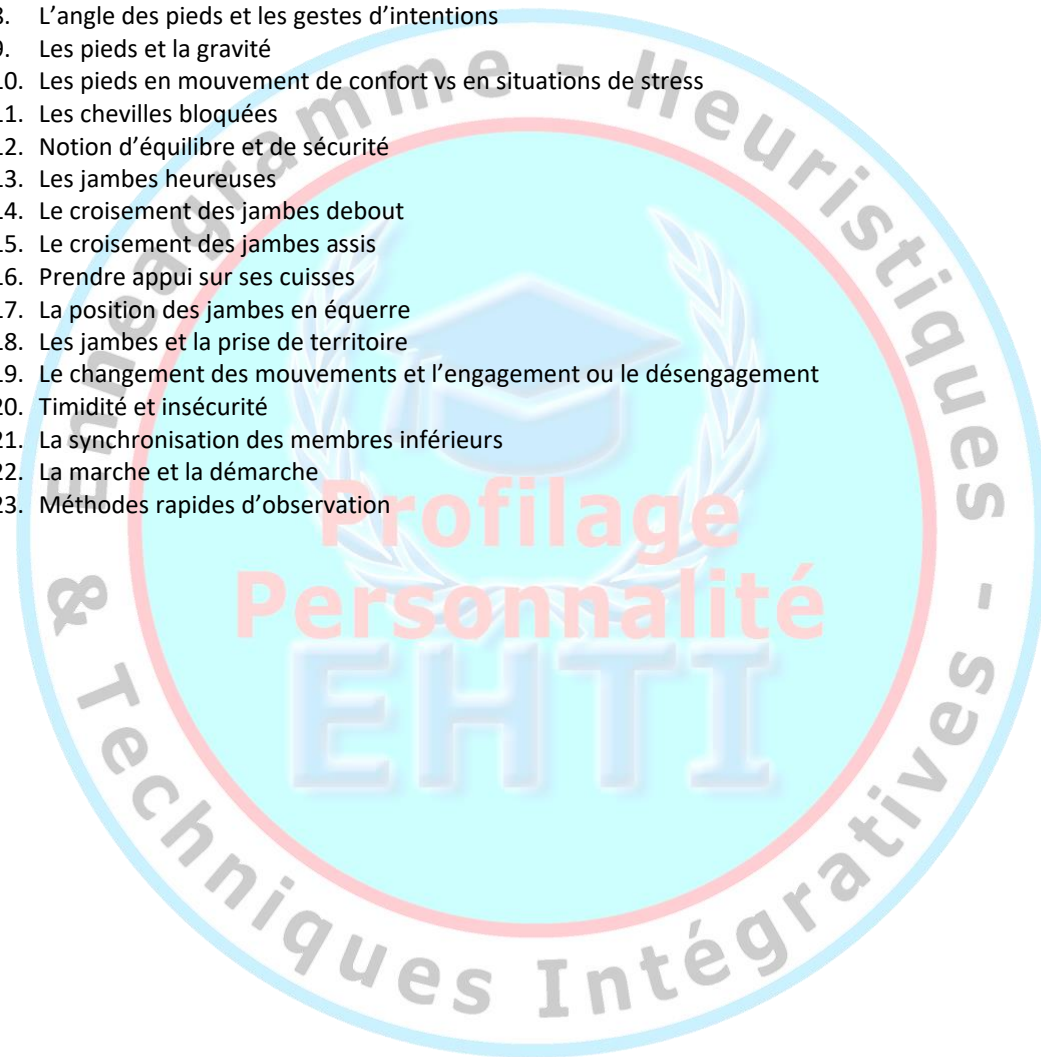 8. L’angle des pieds et les gestes d’intentions
9. Les pieds et la gravité
10. Les pieds en mouvement de confort vs en situations de stress
11. Les chevilles bloquées
12. Notion d’équilibre et de sécurité
13. Les jambes heureuses
14. Le croisement des jambes debout
15. Le croisement des jambes assis
16. Prendre appui sur ses cuisses
17. La position des jambes en équerre
18. Les jambes et la prise de territoire
19. Le changement des mouvements et l’engagement ou le désengagement
20. Timidité et insécurité
21. La synchronisation des membres inférieurs
22. La marche et la démarche
23. Méthodes rapides d’observation
Enneagramme - Heuristiques -
Profilage
Personnalité
EHTI
& Techniques Intégratives